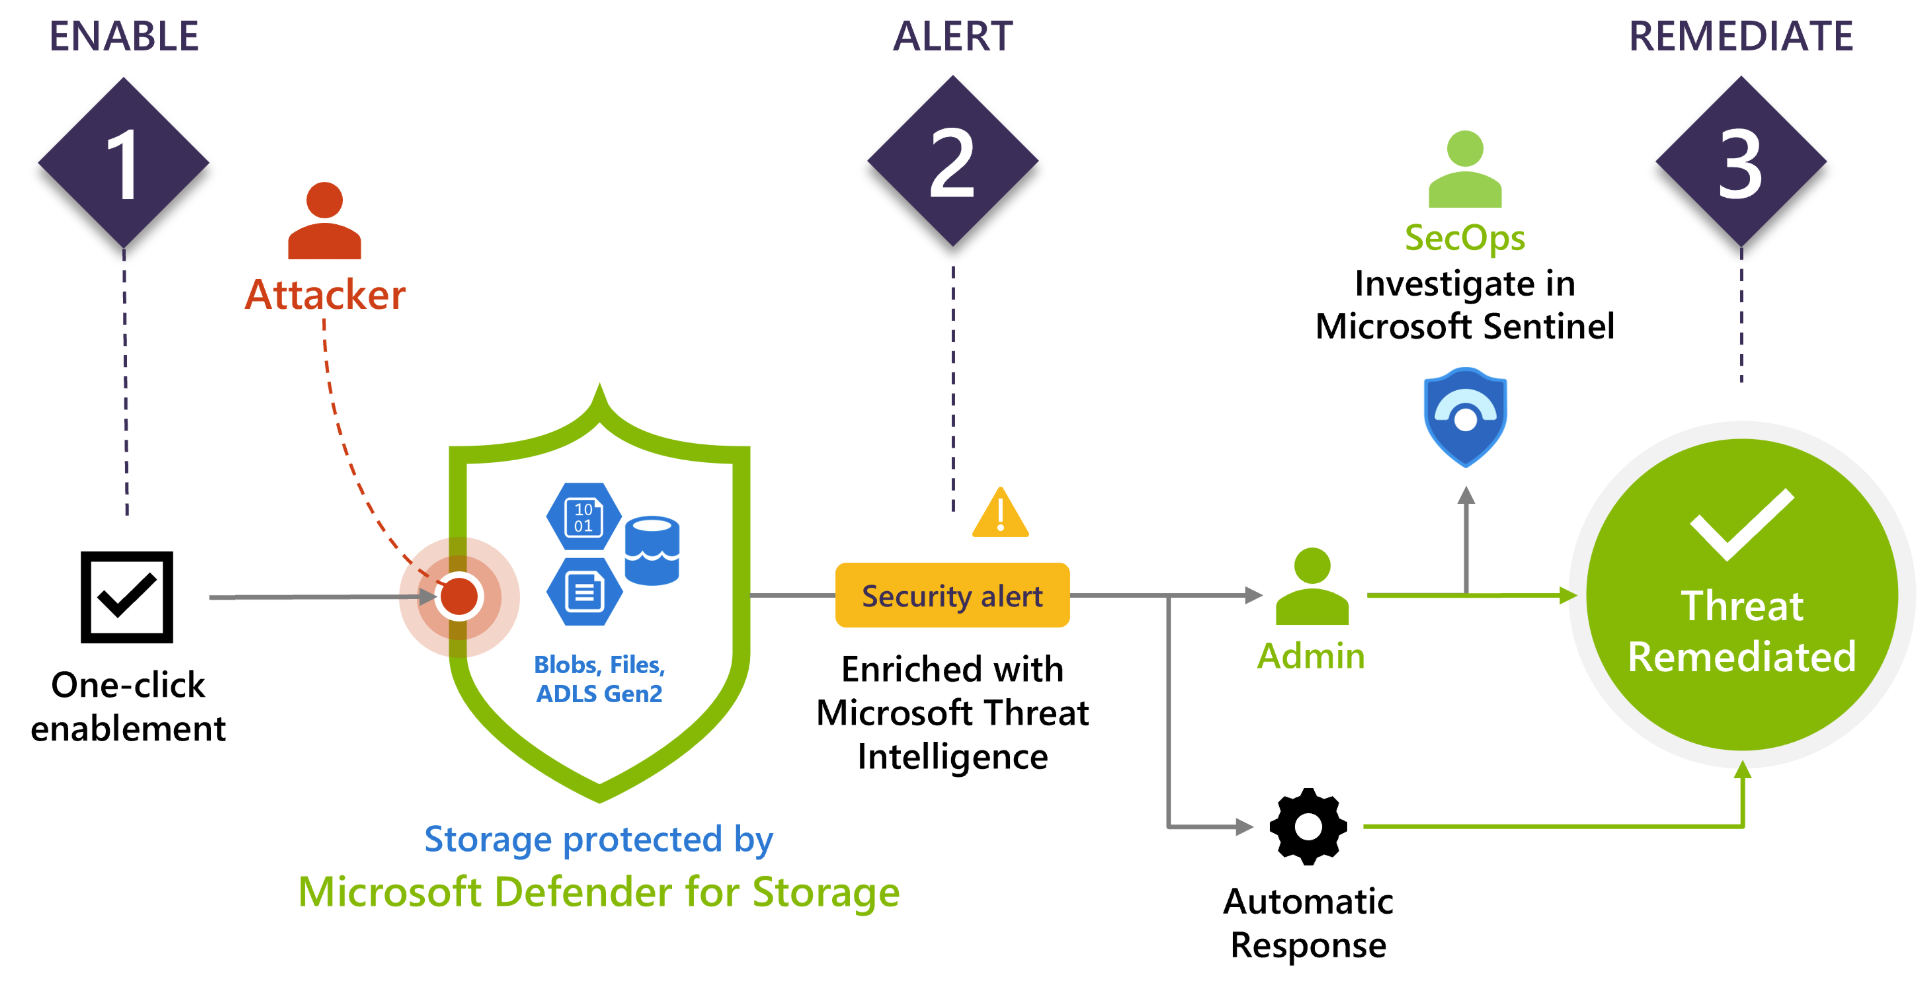 ENABLE
1
One-click
enablement
Attacker
10
01
Blobs, Files,
ADLS Gen2
Storage protected by
Microsoft Defender for Storage
ALERT
2
Security alert
Enriched with
Microsoft Threat
Intelligence
Admin
SecOps
Investigate in
Microsoft Sentinel
Automatic
Response
REMEDIATE
3
Threat
Remediated